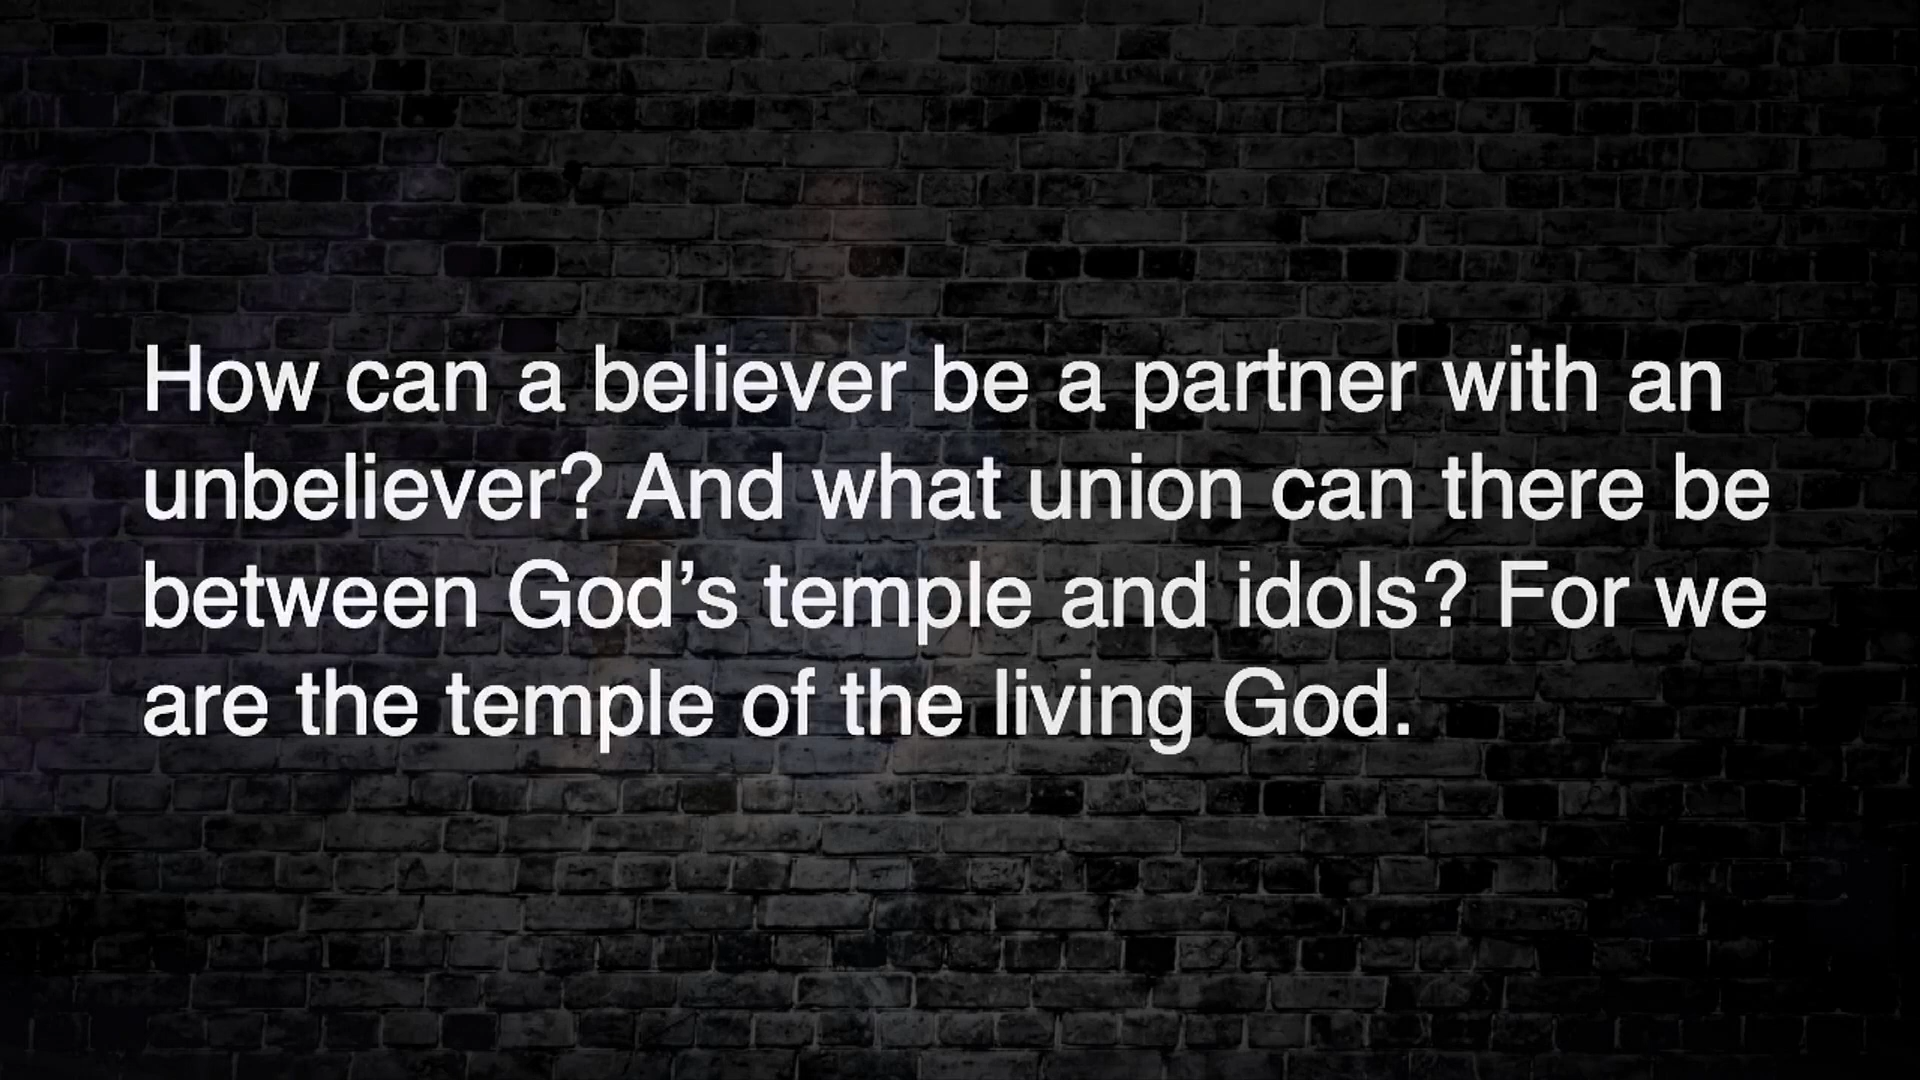 How can a believer be a partner with an
unbeliever? And what union can there be
between God’s temple and idols? For we
are the temple of the living God.